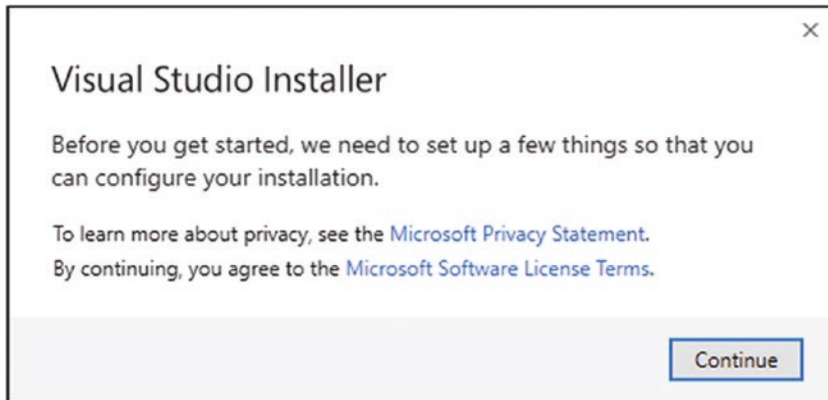 Visual Studio Installer
Before you get started, we need to set up a few things so that you
can configure your installation.
To learn more about privacy, see the Microsoft Privacy Statement.
By continuing, you agree to the Microsoft Software License Terms.
Continue